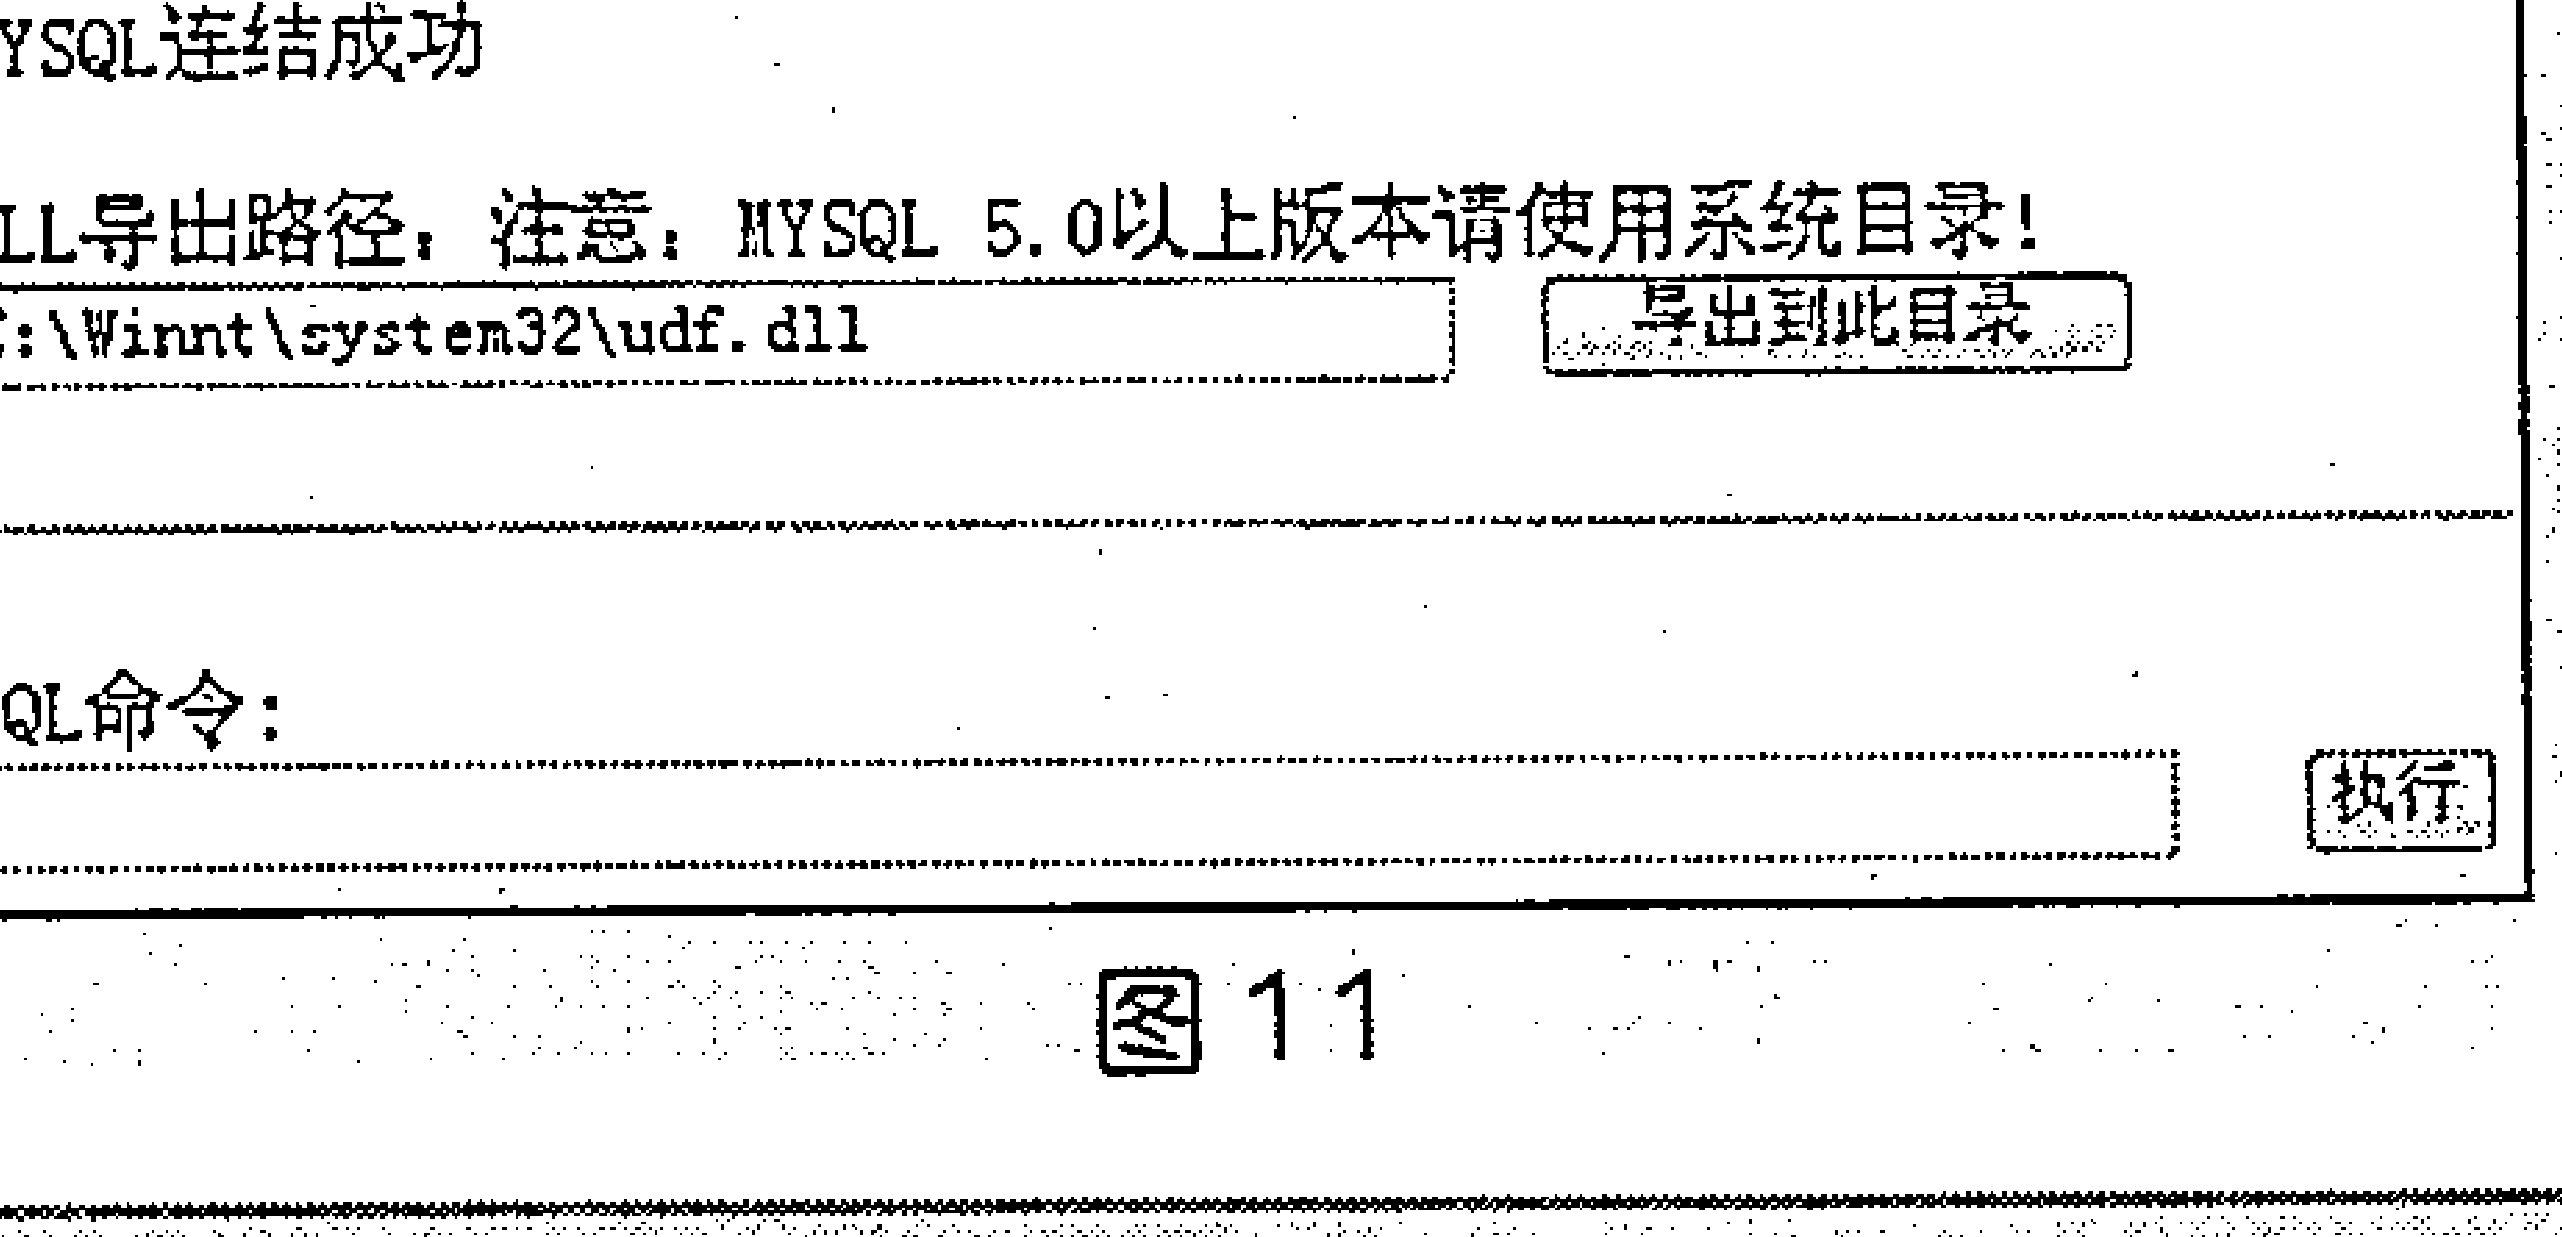 YSQL连结成功
LL导出路径：注意：MYSQL 5.0以上版本请使用系统目录!
:\Winnt\system32\udf.dll 导出到此目录
QL命令：
执行
图11